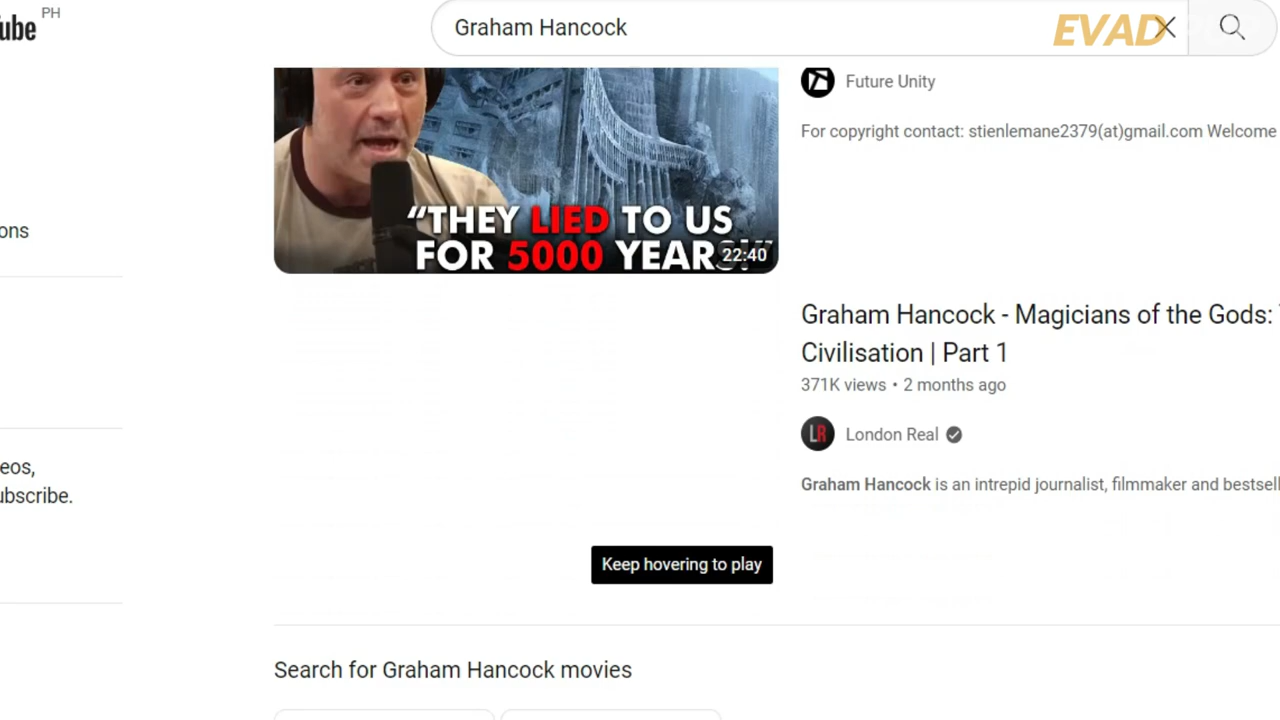 ube PH
Graham Hancock
EVAD
Future Unity
For copyright contact: stienlemane2379(at)gmail.com Welcome
“THEY LIED TO US
FOR 5000 YEARS!”
22:40
ons
Graham Hancock - Magicians of the Gods:
Civilisation | Part 1
371K views • 2 months ago
LR
London Real
eos,
ubscribe.
Graham Hancock is an intrepid journalist, filmmaker and bestsell
Keep hovering to play
Search for Graham Hancock movies